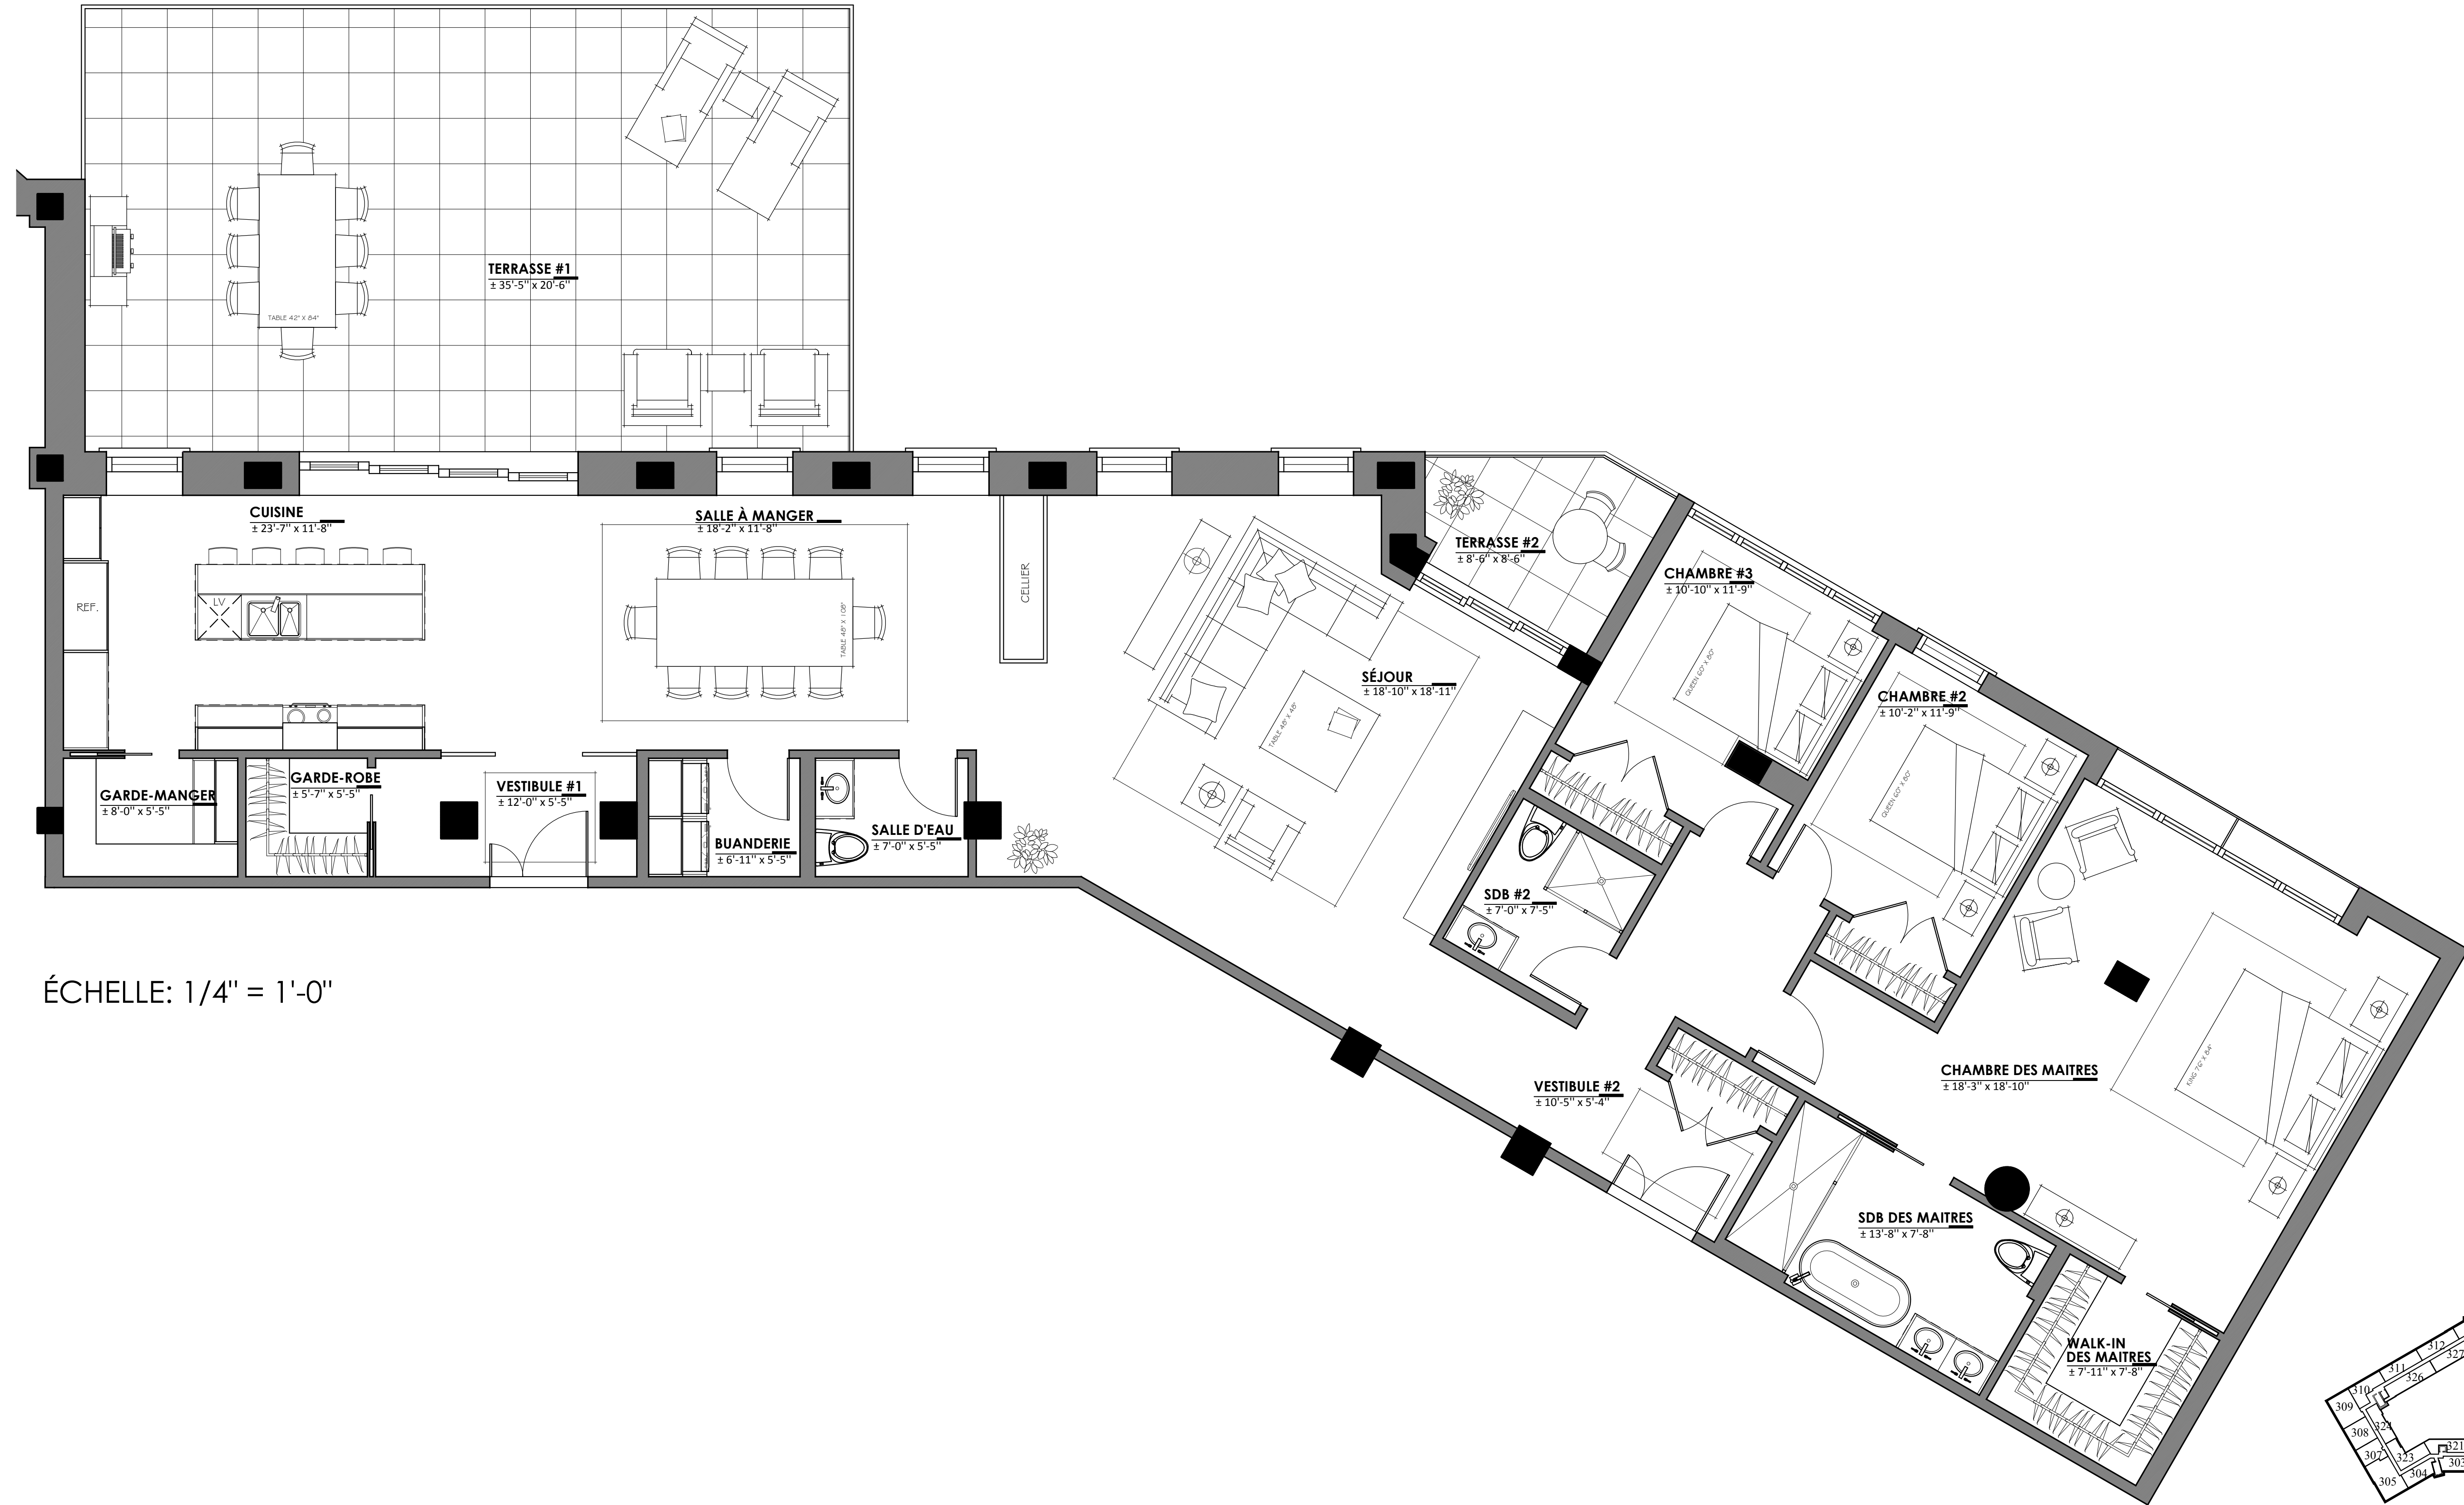 TERRASSE #1
± 35'-5" x 20'-6"
TABLE 42" X 84"
CUISINE
± 23'-7" x 11'-8"
SALLE À MANGER
± 18'-2" x 11'-8"
TABLE 48" X 108"
REF.
LV
CELLIER
TERRASSE #2
± 8'-6" x 8'-6"
CHAMBRE #3
± 10'-10" x 11'-9"
QUEEN 60" X 80"
SÉJOUR
± 18'-10" x 18'-11"
TABLE 48" X 48"
CHAMBRE #2
± 10'-2" x 11'-9"
QUEEN 60" X 80"
GARDE-MANGER
± 8'-0" x 5'-5"
GARDE-ROBE
± 5'-7" x 5'-5"
VESTIBULE #1
± 12'-0" x 5'-5"
BUANDERIE
± 6'-11" x 5'-5"
SALLE D'EAU
± 7'-0" x 5'-5"
SDB #2
± 7'-0" x 7'-5"
ÉCHELLE: 1/4" = 1'-0"
VESTIBULE #2
± 10'-5" x 5'-4"
CHAMBRE DES MAITRES
± 18'-3" x 18'-10"
KING 76" X 84"
SDB DES MAITRES
± 13'-8" x 7'-8"
WALK-IN
DES MAITRES
± 7'-11" x 7'-8"
312
327
311
326
310
309
324
308
307
323
321
305
304
303